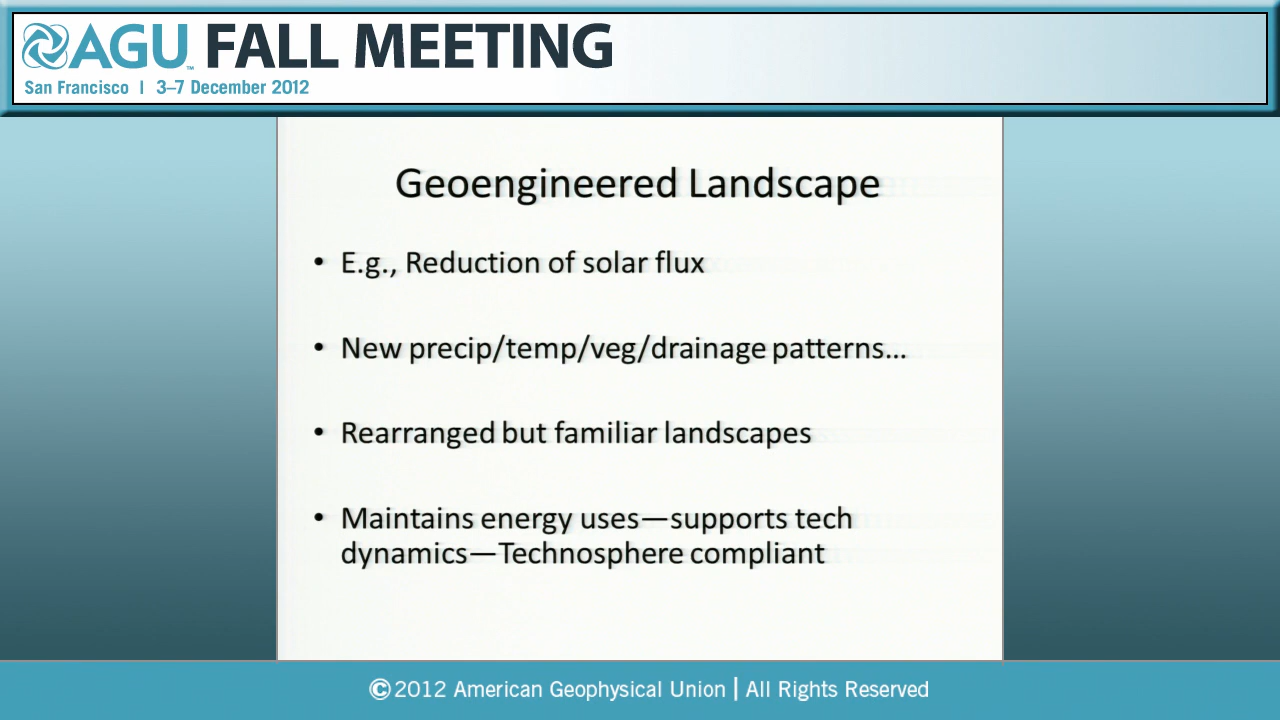 AGU™ FALL MEETING
San Francisco | 3–7 December 2012
Geoengineered Landscape
• E.g., Reduction of solar flux
• New precip/temp/veg/drainage patterns...
• Rearranged but familiar landscapes
• Maintains energy uses—supports tech
dynamics—Technosphere compliant
©2012 American Geophysical Union | All Rights Reserved